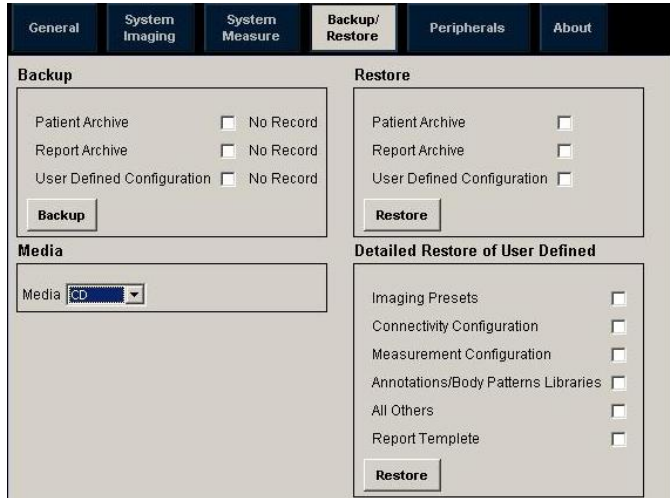 General
System
Imaging
System
Measure
Backup/
Restore
Peripherals
About
Backup
Patient Archive No Record
Report Archive No Record
User Defined Configuration No Record
Backup
Media
Media CD
Restore
Patient Archive
Report Archive
User Defined Configuration
Restore
Detailed Restore of User Defined
Imaging Presets
Connectivity Configuration
Measurement Configuration
Annotations/Body Patterns Libraries
All Others
Report Templete
Restore